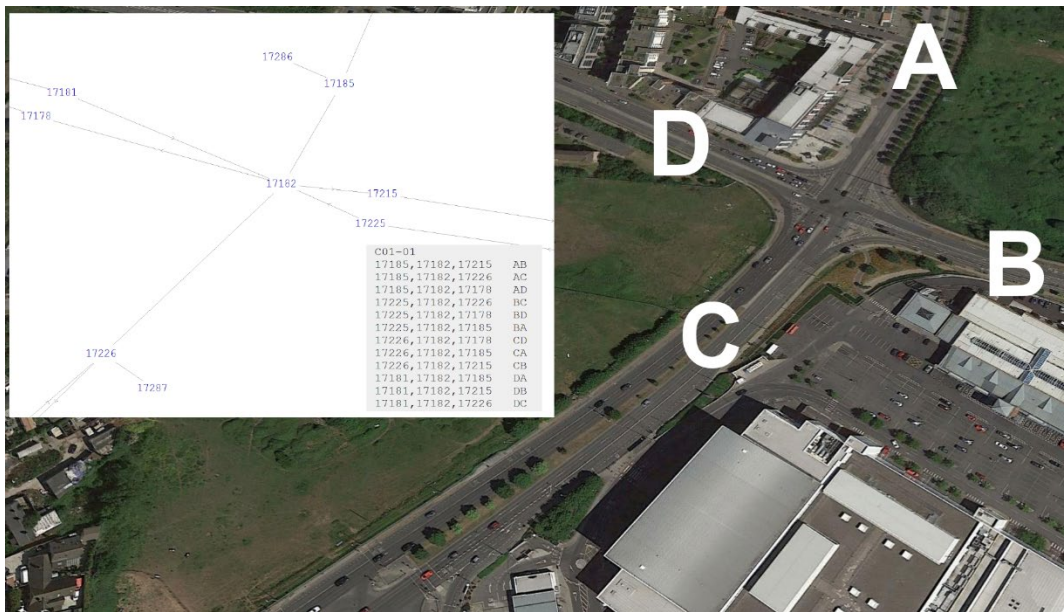 17286
17185
17181
17178
17182
17215
17225
17226
17287
C01-01
17185,17182,17215 AB
17185,17182,17226 AC
17185,17182,17178 AD
17225,17182,17226 BC
17225,17182,17178 BD
17225,17182,17185 BA
17226,17182,17178 CD
17226,17182,17185 CA
17226,17182,17215 CB
17181,17182,17185 DA
17181,17182,17215 DB
17181,17182,17226 DC
A
D
B
C